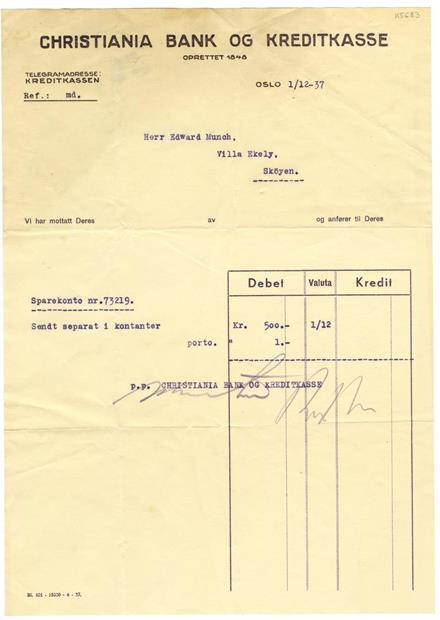 K5683
CHRISTIANIA BANK OG KREDITKASSE
OPRETTET 1848
TELEGRAMADRESSE:
KREDITKASSEN
Ref.: md.
OSLO 1/12-37
Herr Edward Munch,
Villa Ekely,
Sköyen.
Vi har mottatt Deres av og anfører til Deres
Debet Valuta Kredit
Sparekonto nr.73219.
Sendt separat i kontanter Kr. 500.- 1/12
porto. " 1.-
p.p. CHRISTIANIA BANK OG KREDITKASSE